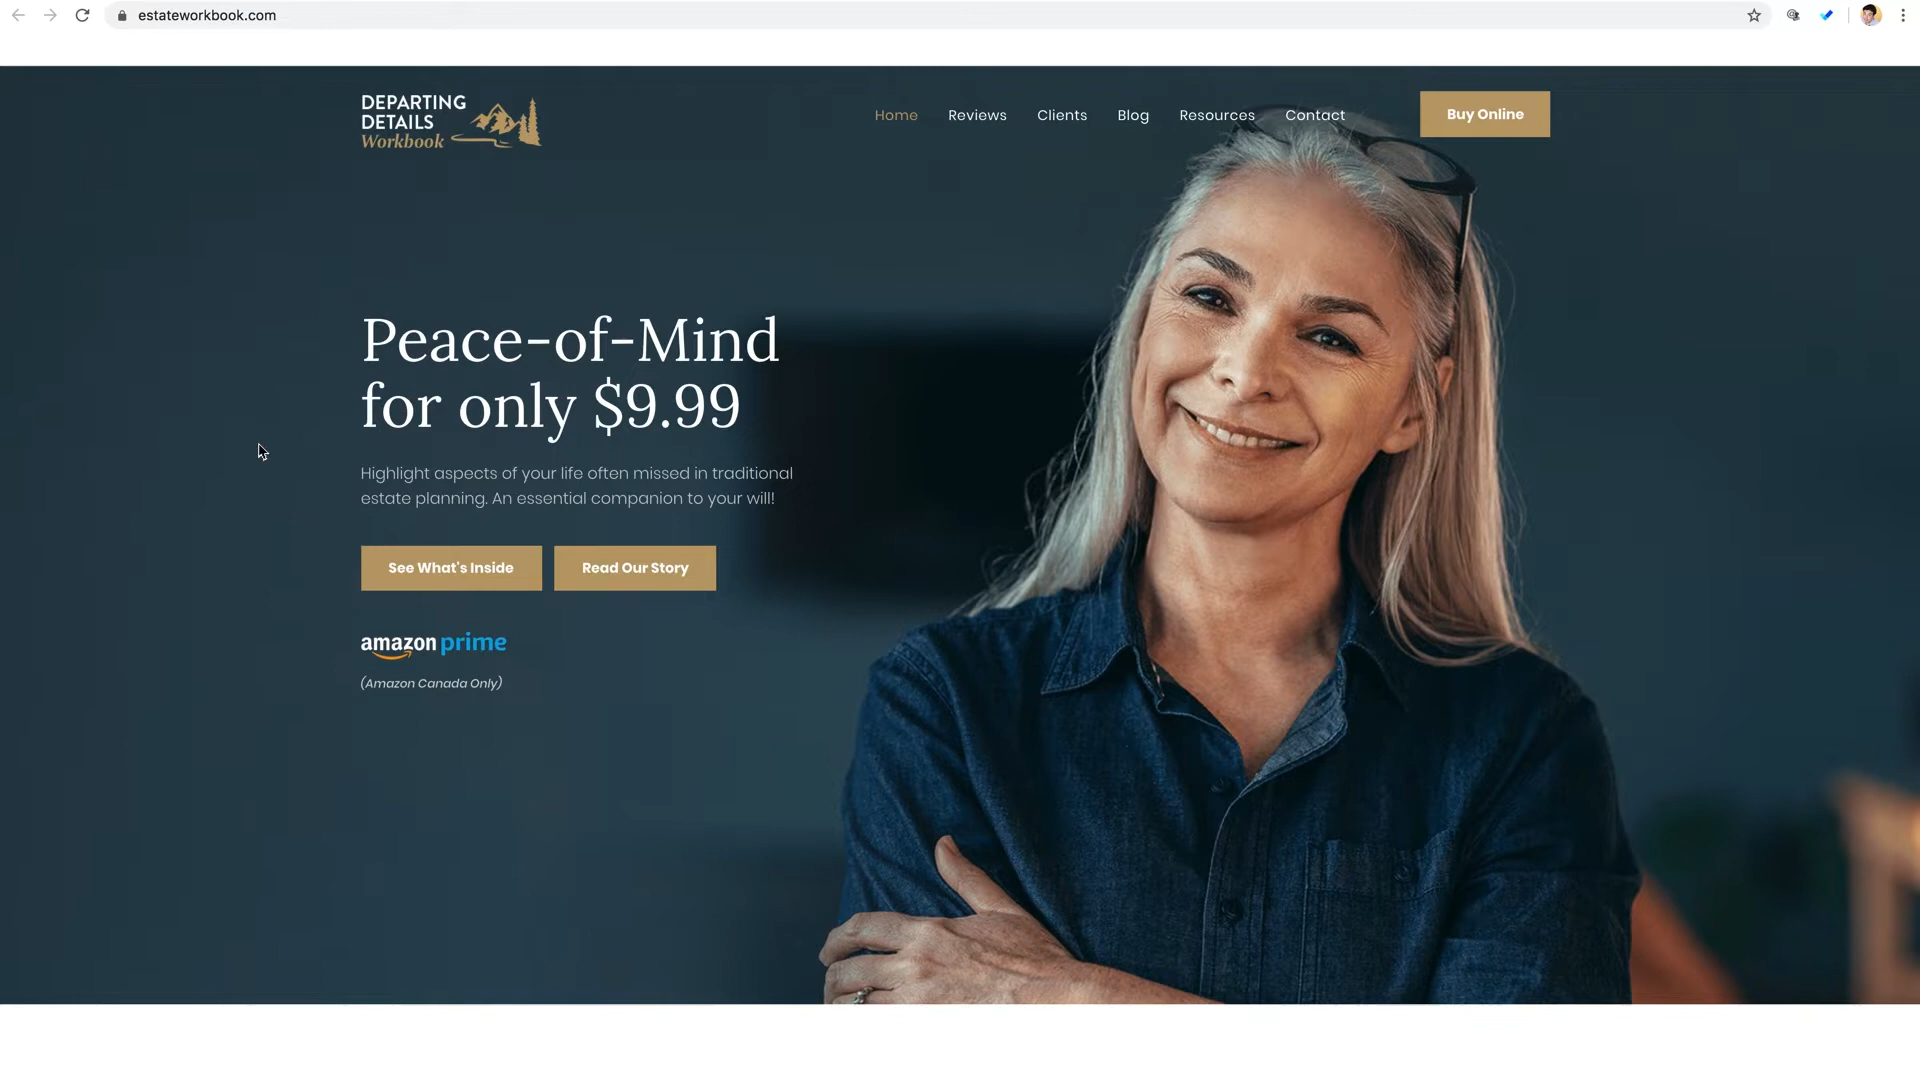 estateworkbook.com
DEPARTING
DETAILS
Workbook
Home Reviews Clients Blog Resources Contact Buy Online
Peace-of-Mind
for only $9.99
Highlight aspects of your life often missed in traditional
estate planning. An essential companion to your will!
See What's Inside Read Our Story
amazon prime
(Amazon Canada Only)